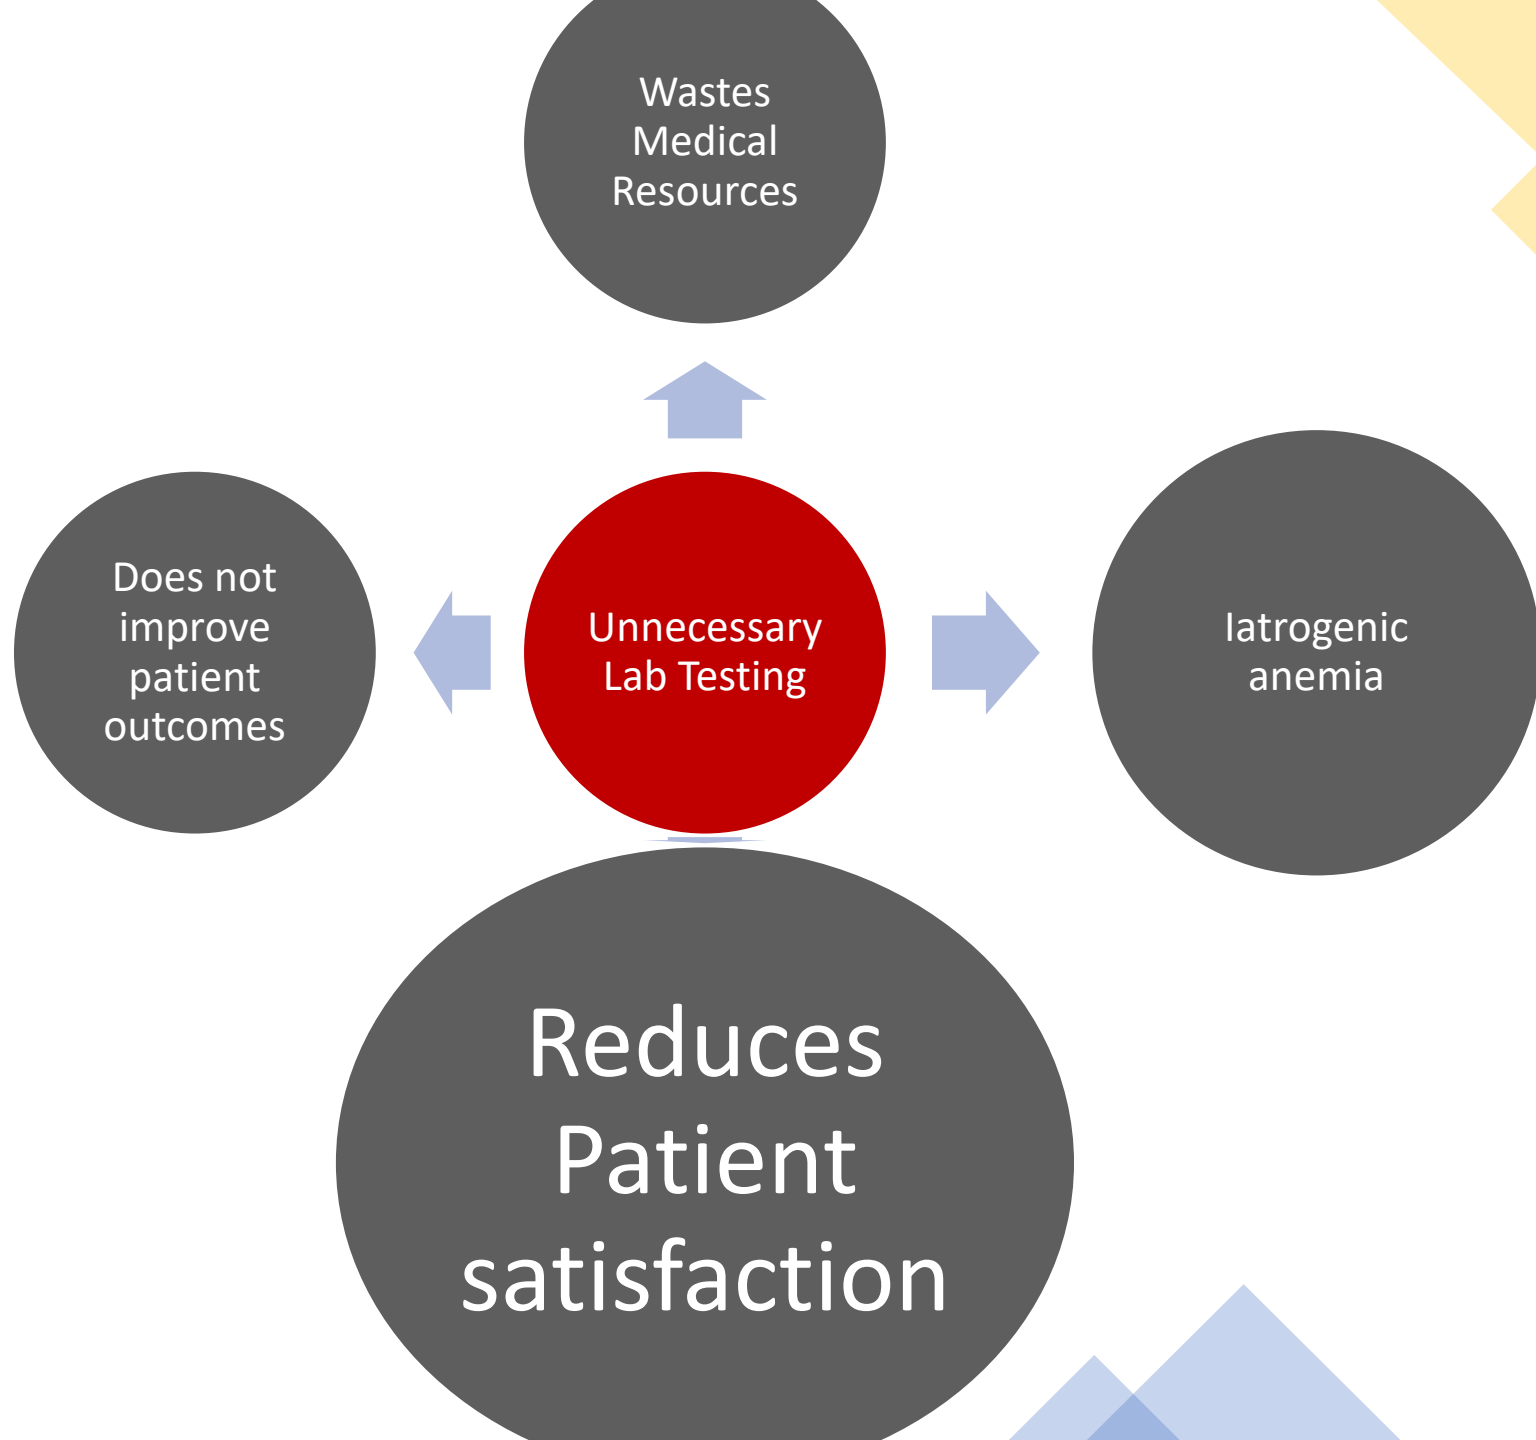 Wastes
Medical
Resources
Does not
improve
patient
outcomes
Unnecessary
Lab Testing
Iatrogenic
anemia
Reduces
Patient
satisfaction